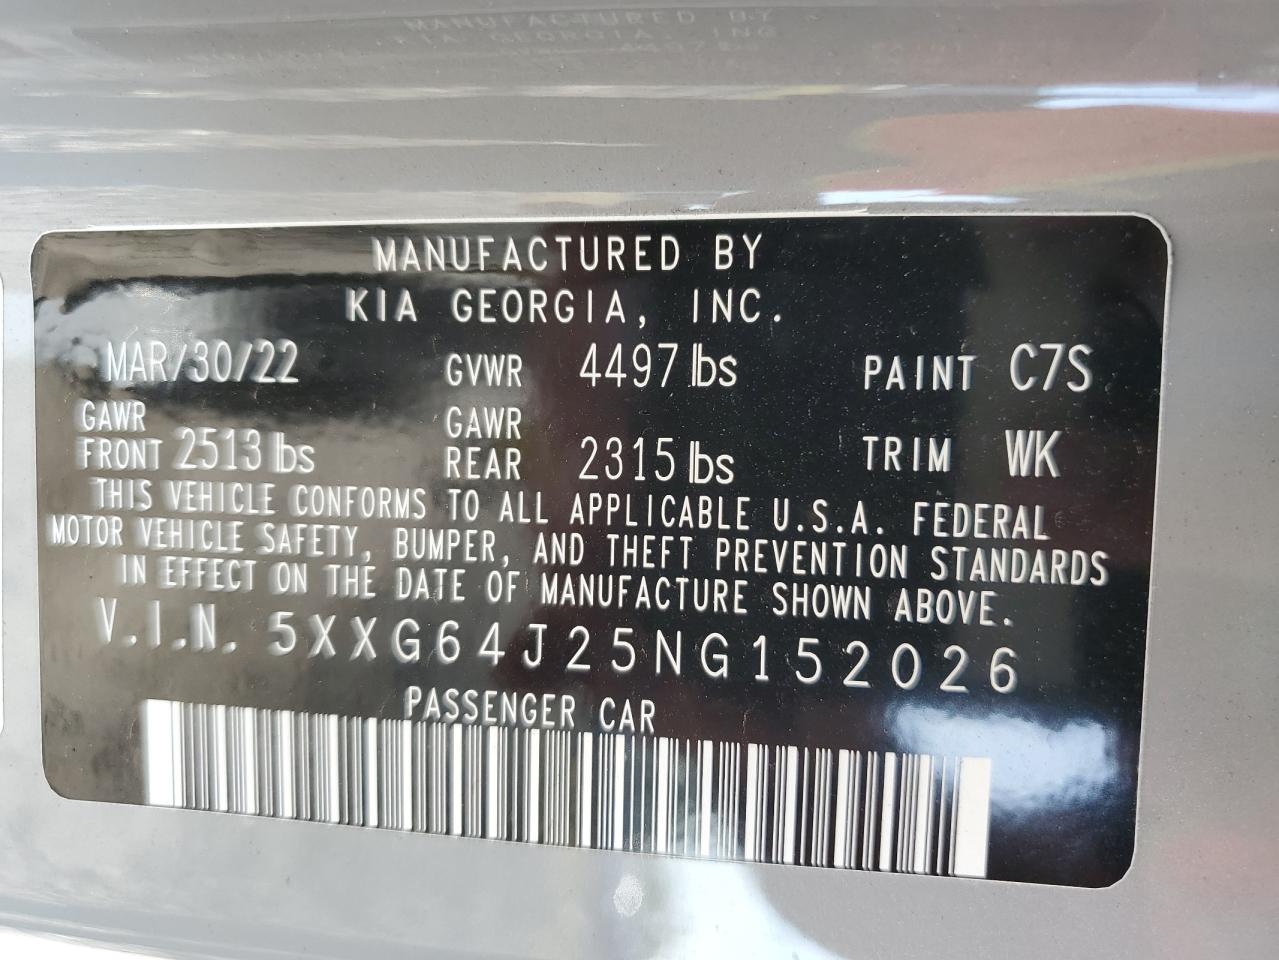 MANUFACTURED BY
KIA GEORGIA, INC.
MAR/30/22 GVWR 4497 lbs PAINT C7S
GAWR FRONT 2513 lbs GAWR REAR 2315 lbs TRIM WK
THIS VEHICLE CONFORMS TO ALL APPLICABLE U.S.A. FEDERAL
MOTOR VEHICLE SAFETY, BUMPER, AND THEFT PREVENTION STANDARDS
IN EFFECT ON THE DATE OF MANUFACTURE SHOWN ABOVE.
V.I.N. 5XXG64J25NG152026
PASSENGER CAR